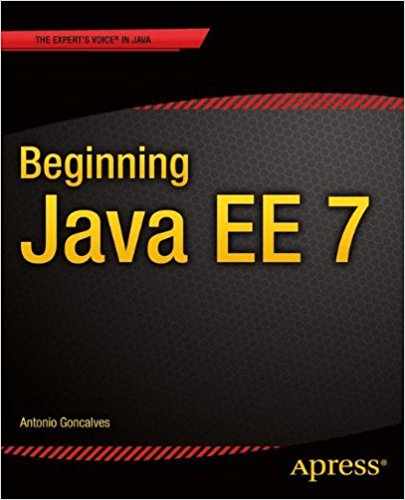 THE EXPERT'S VOICE® IN JAVA
Beginning
Java EE 7
Antonio Goncalves
Apress®